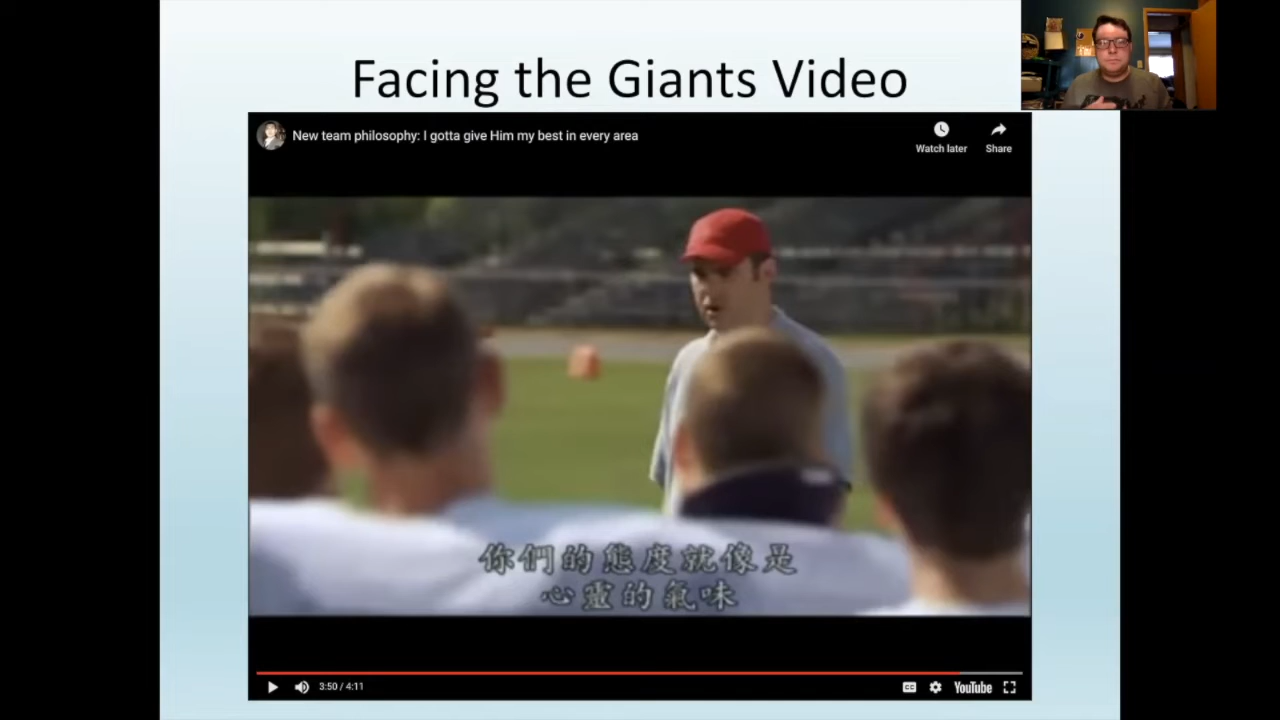 Facing the Giants Video
New team philosophy: I gotta give Him my best in every area
Watch later
Share
你們的態度就像是
心靈的氣味
3:50 / 4:11
CC
YouTube